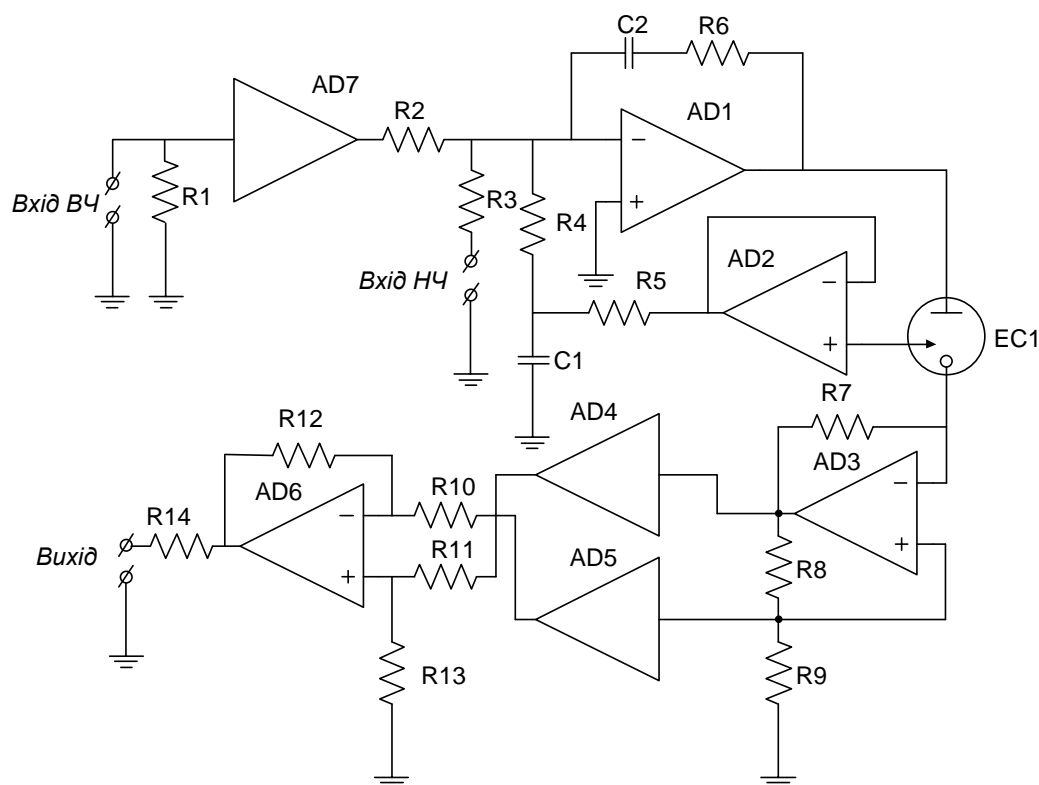 C2
R6
AD7
AD1
R2
−
Вхід ВЧ
R1
R3
R4
+
Вхід НЧ
R5
AD2
−
+
EC1
C1
R7
AD4
AD3
R12
−
AD6
R10
R14
−
Вихід
R11
AD5
+
+
R8
R13
R9